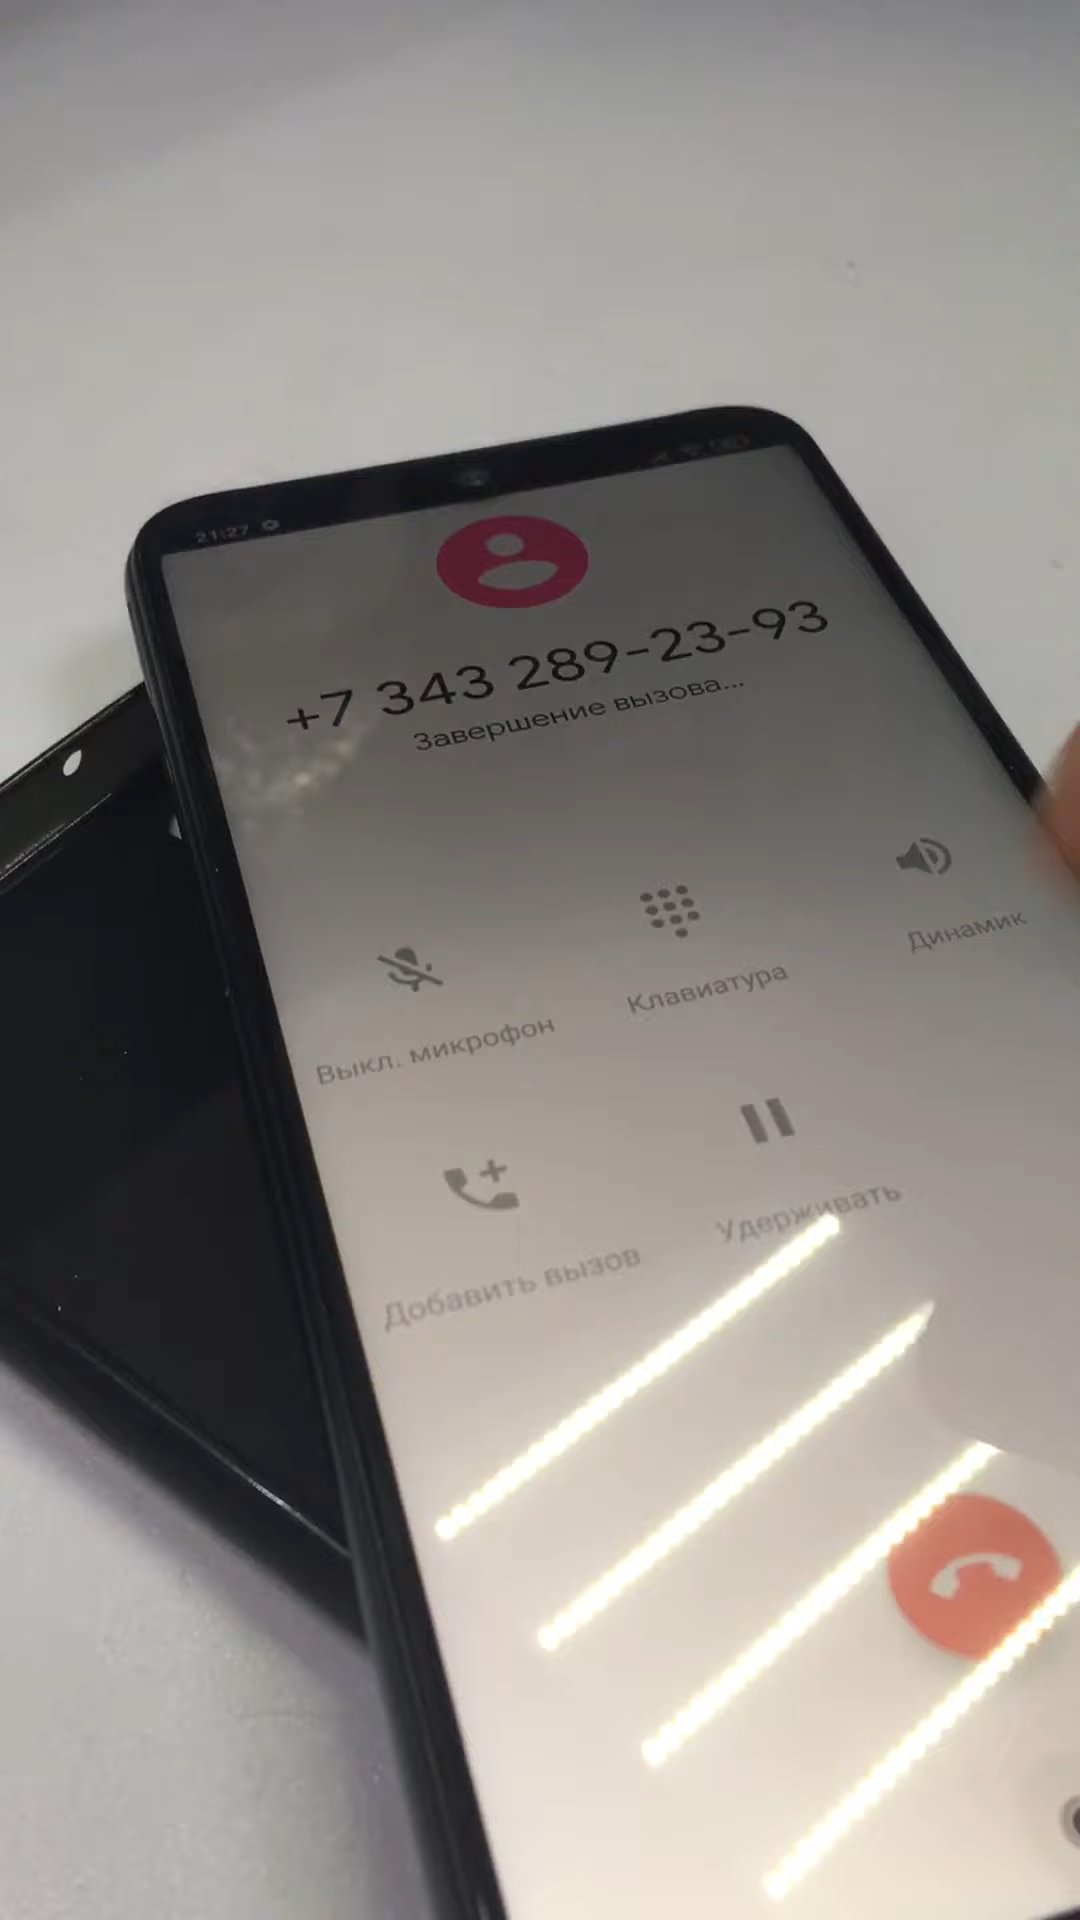 21:27
+7 343 289-23-93
Завершение вызова...
Выкл. микрофон
Клавиатура
Динамик
Добавить вызов
Удерживать